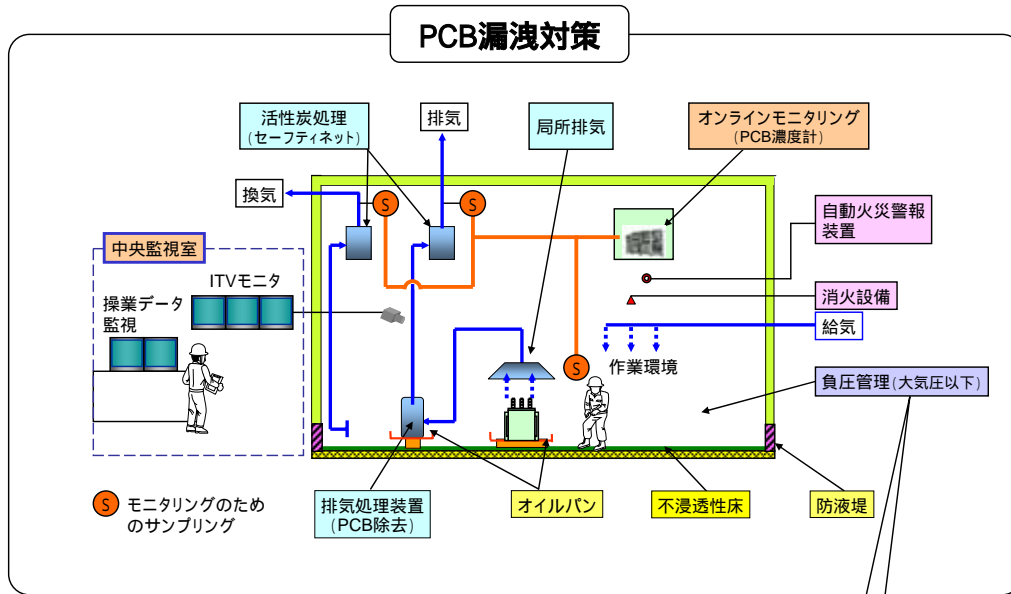 PCB漏洩対策
活性炭処理
(セーフティネット)
排気
局所排気
オンラインモニタリング
(PCB濃度計)
換気
S
S
自動火災警報
装置
中央監視室
ITVモニタ
操業データ
監視
消火設備
給気
S
作業環境
負圧管理(大気圧以下)
S
モニタリングのため
のサンプリング
排気処理装置
(PCB除去)
オイルパン
不浸透性床
防液堤